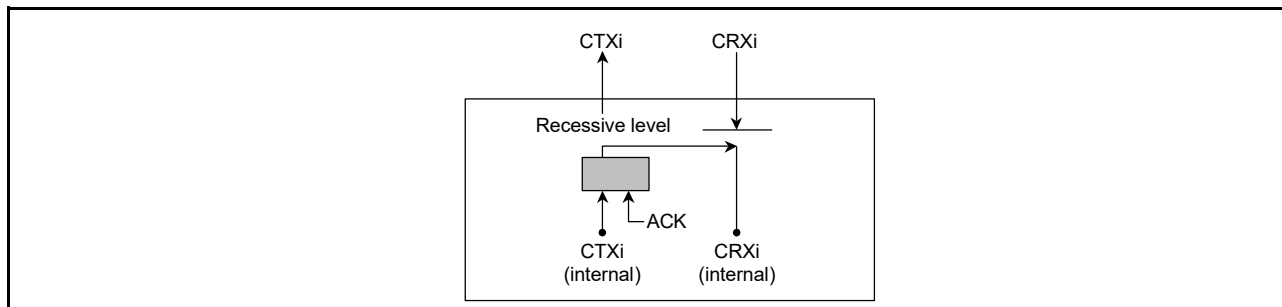 CTXi
CRXi
Recessive level
ACK
CTXi
(internal)
CRXi
(internal)